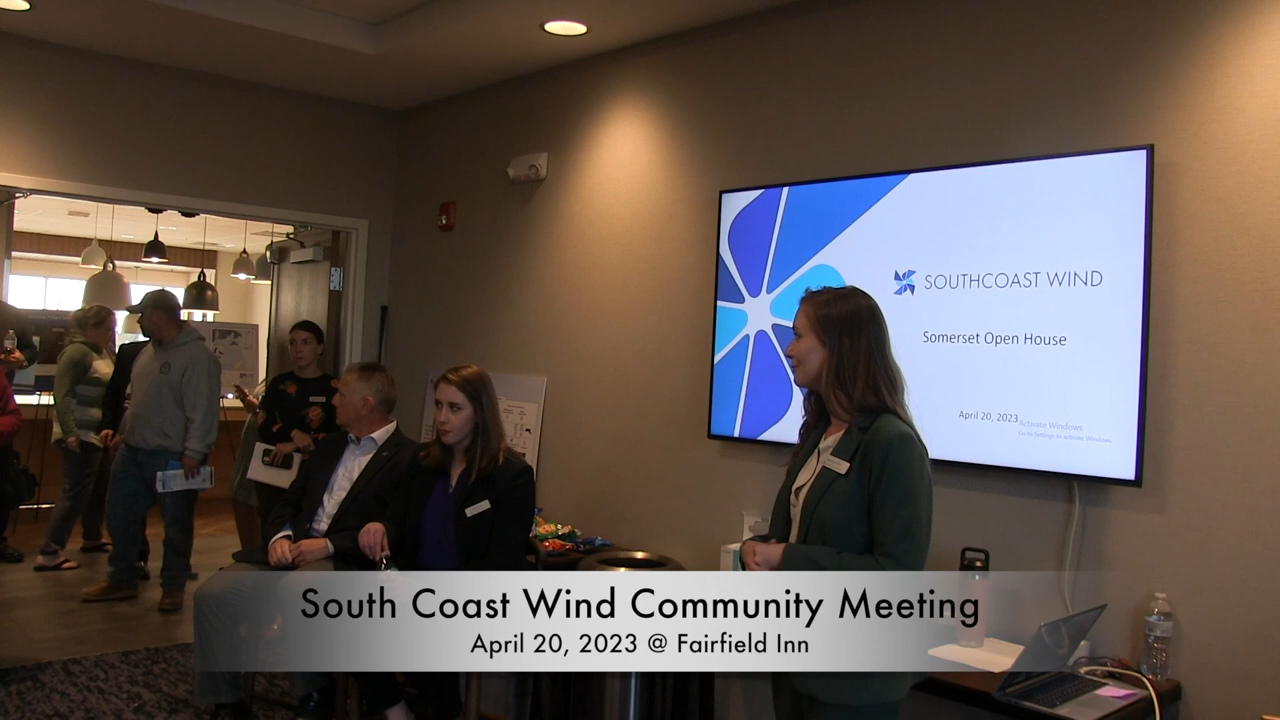 SOUTHCOAST WIND
Somerset Open House
April 20, 2023
Activate Windows
Go to Settings to activate Windows.
South Coast Wind Community Meeting
April 20, 2023 @ Fairfield Inn